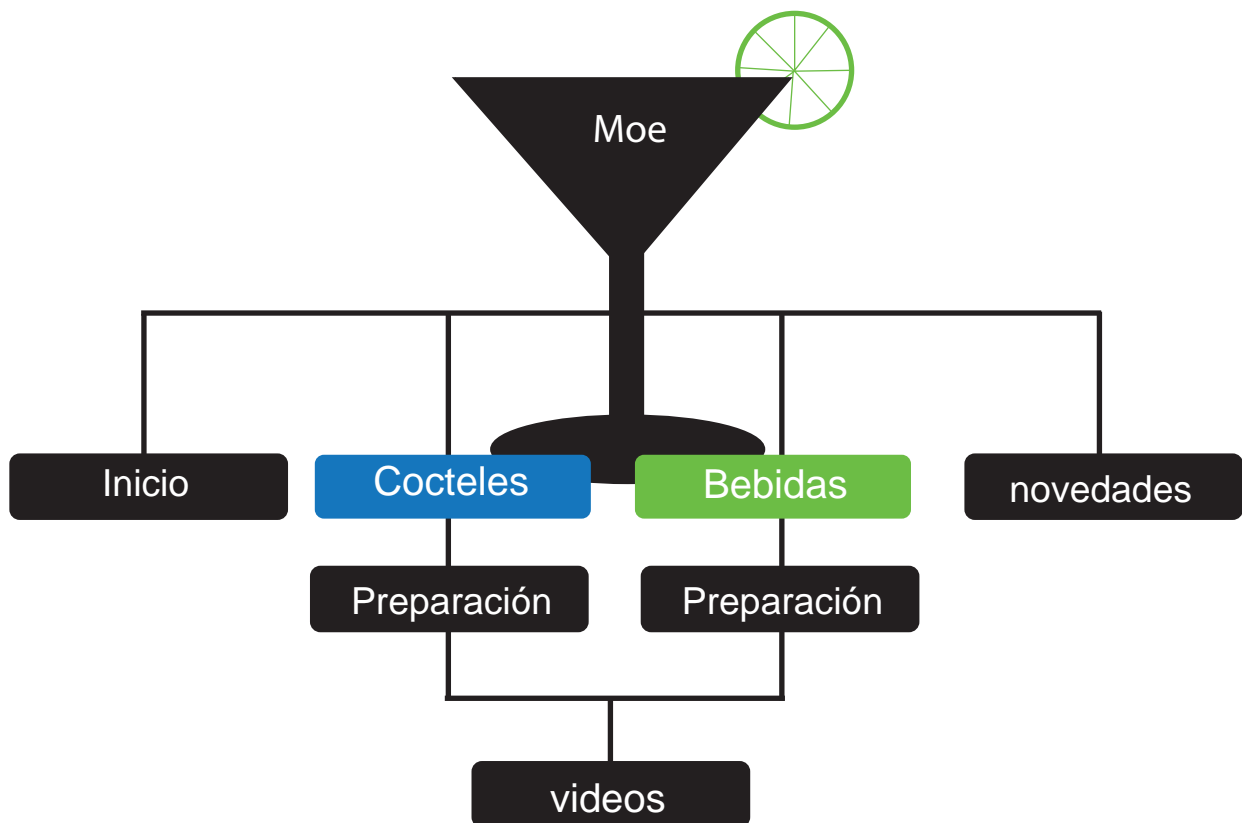 Moe
Inicio
Cocteles
Bebidas
novedades
Preparación
Preparación
videos